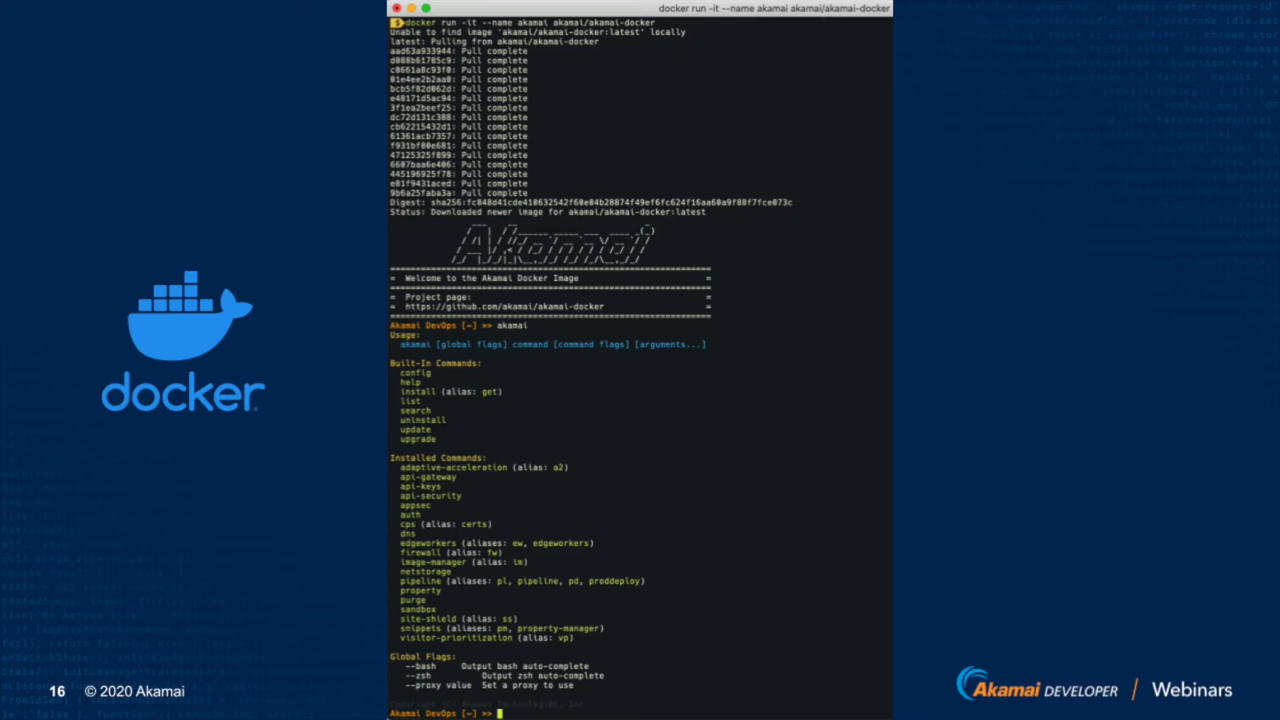 docker run -it --name akamai akamai/akamai-docker
$ docker run -it --name akamai akamai/akamai-docker
Unable to find image 'akamai/akamai-docker:latest' locally
latest: Pulling from akamai/akamai-docker
aad63a933944: Pull complete
d088b61785c9: Pull complete
c0661a8c93f0: Pull complete
01e4ee2b2aa0: Pull complete
bcb5f82d062d: Pull complete
e48171d5ac94: Pull complete
3f1ea2beef25: Pull complete
dc72d131c388: Pull complete
cb62215432d1: Pull complete
61361acb7357: Pull complete
f931bf80e681: Pull complete
47125325f899: Pull complete
6607baa6e406: Pull complete
445196925f78: Pull complete
e81f9431aced: Pull complete
9b6a25faba3a: Pull complete
Digest: sha256:fc848d41cde410632542f60e04b28874f49ef6fc624f16aa60a9f88f7fce073c
Status: Downloaded newer image for akamai/akamai-docker:latest
Akamai
= Welcome to the Akamai Docker Image =
= Project page: =
= https://github.com/akamai/akamai-docker =
Akamai DevOps [~] >> akamai
Usage:
akamai [global flags] command [command flags] [arguments...]
Built-In Commands:
config
help
install (alias: get)
list
search
uninstall
update
upgrade
Installed Commands:
adaptive-acceleration (alias: a2)
api-gateway
api-keys
api-security
appsec
auth
cps (alias: certs)
dns
edgeworkers (aliases: ew, edgeworkers)
firewall (alias: fw)
image-manager (alias: im)
netstorage
pipeline (aliases: pl, pipeline, pd, proddeploy)
property
purge
sandbox
site-shield (alias: ss)
snippets (aliases: pm, property-manager)
visitor-prioritization (alias: vp)
Global Flags:
--bash Output bash auto-complete
--zsh Output zsh auto-complete
--proxy value Set a proxy to use
Copyright (C) Akamai Technologies, Inc
Akamai DevOps [~] >>
docker
16 © 2020 Akamai
Akamai DEVELOPER / Webinars